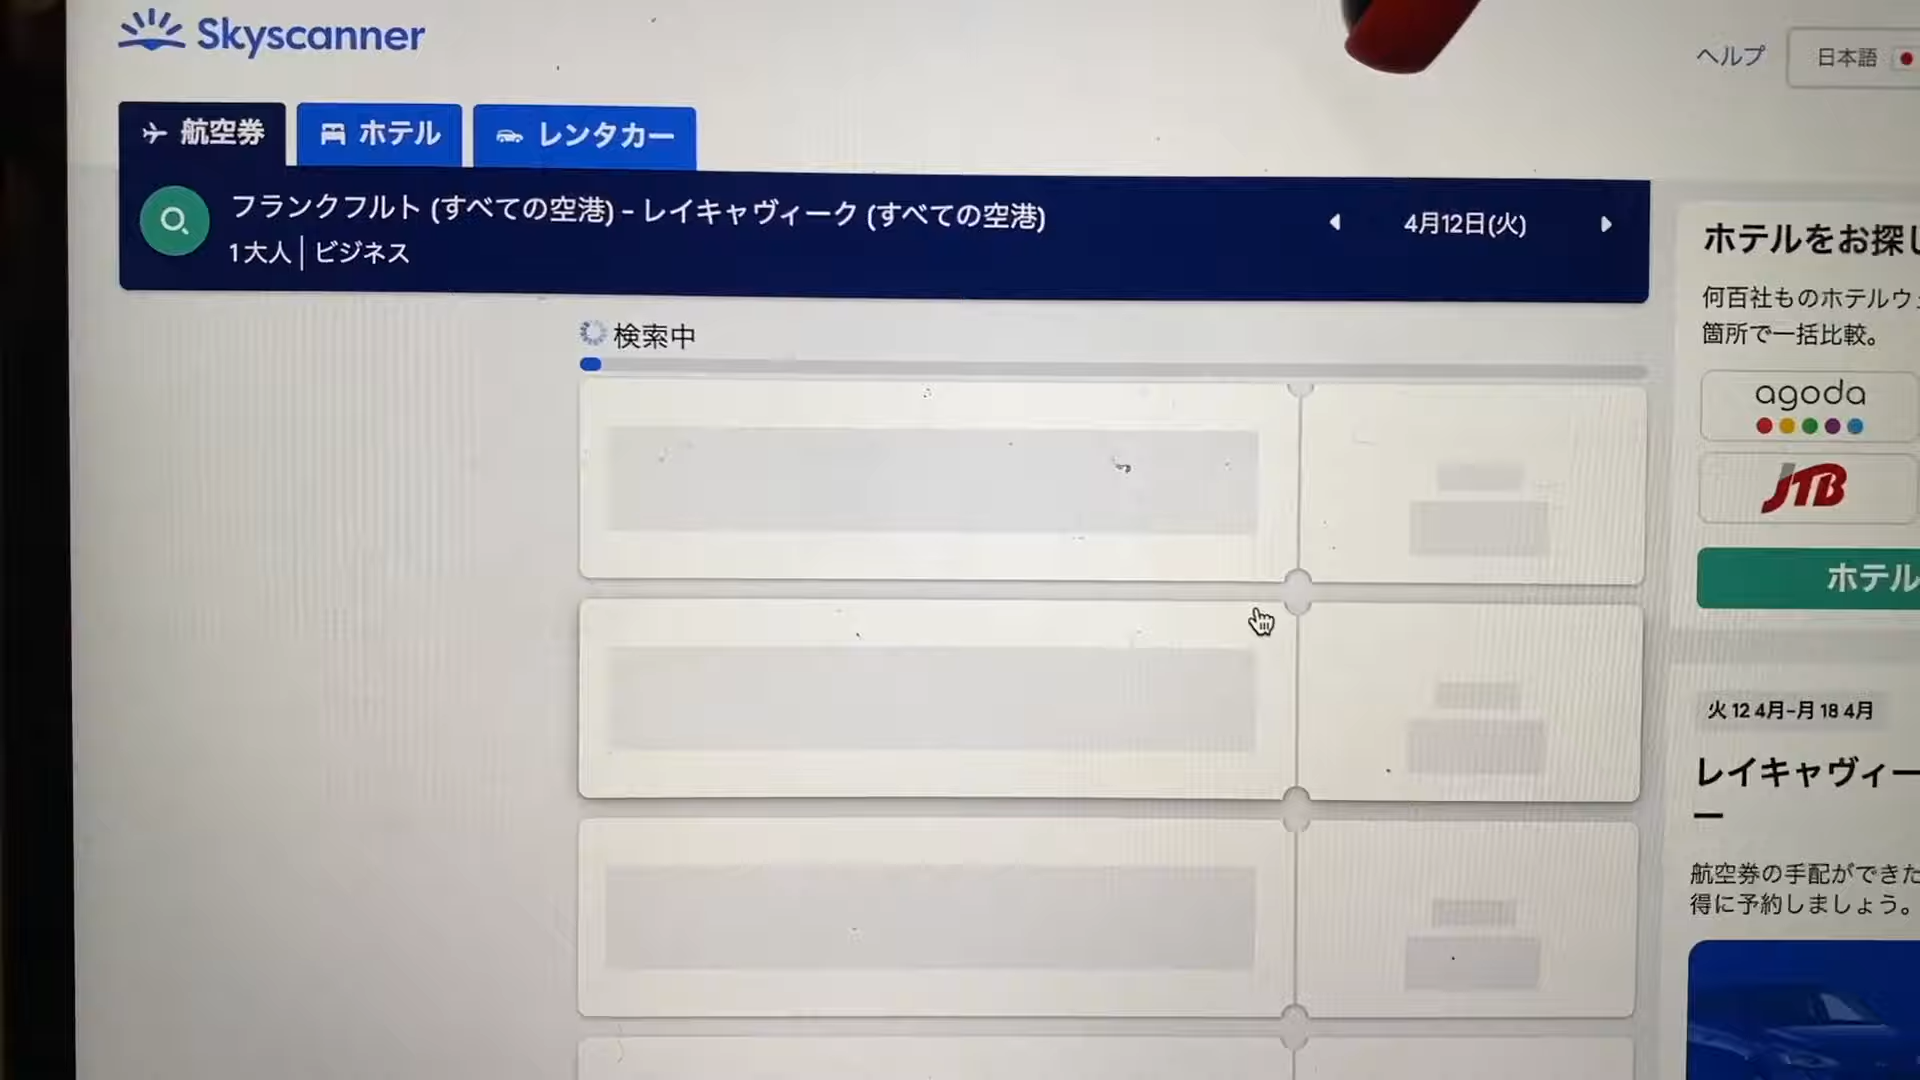 Skyscanner
ヘルプ
日本語
航空券
ホテル
レンタカー
フランクフルト (すべての空港) - レイキャヴィーク (すべての空港)
1大人 | ビジネス
4月12日(火)
検索中
ホテルをお探し
何百社ものホテルウェ
箇所で一括比較。
agoda
JTB
ホテル
火 12 4月-月 18 4月
レイキャヴィー
ー
航空券の手配ができた
得に予約しましょう。